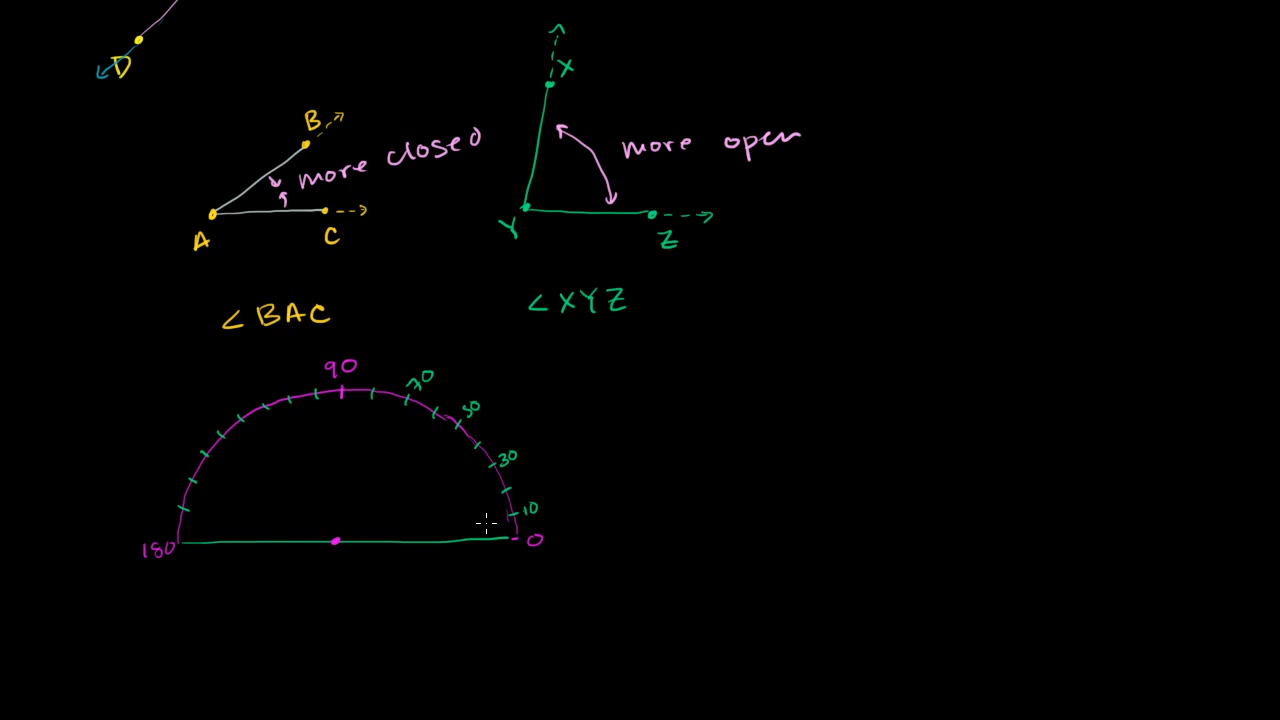 D
B
more closed
A
C
X
more open
Y
Z
∠BAC
∠XYZ
90
70
50
30
10
180
0